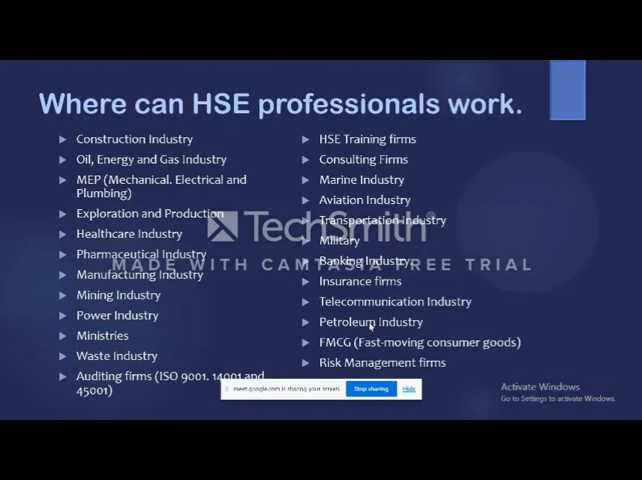 Where can HSE professionals work.
Construction Industry
Oil, Energy and Gas Industry
MEP (Mechanical. Electrical and
Plumbing)
Exploration and Production
Healthcare Industry
Pharmaceutical Industry
Manufacturing Industry
Mining Industry
Power Industry
Ministries
Waste Industry
Auditing firms (ISO 9001. 14001 and
45001)
HSE Training firms
Consulting Firms
Marine Industry
Aviation Industry
Transportation Industry
Military
Banking Industry.
Insurance firms
Telecommunication Industry
Petroleum Industry
FMCG (Fast-moving consumer goods)
Risk Management firms
TechSmith®
MADE WITH CAMTASIA FREE TRIAL
meet.google.com is sharing your screen.
Stop sharing
Hide
Activate Windows
Go to Settings to activate Windows.